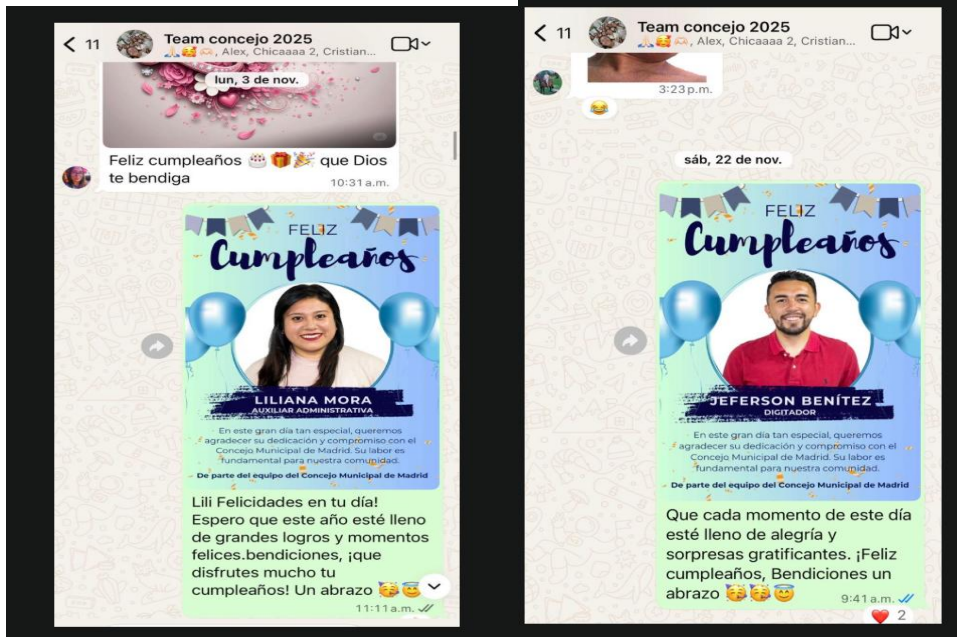 11
Team concejo 2025
🙏🏻🥰🫶🏻, Alex, Chicaaaa 2, Cristian...
lun, 3 de nov.
Feliz cumpleaños 🎂🎁🎉 que Dios
te bendiga
10:31 a.m.
FELIZ
Cumpleaños
LILIANA MORA
AUXILIAR ADMINISTRATIVA
En este gran día tan especial, queremos
agradecer su dedicación y compromiso con el
Concejo Municipal de Madrid. Su labor es
fundamental para nuestra comunidad.
De parte del equipo del Concejo Municipal de Madrid
Lili Felicidades en tu día!
Espero que este año esté lleno
de grandes logros y momentos
felices.bendiciones, ¡que
disfrutes mucho tu
cumpleaños! Un abrazo 🥳😇
11:11 a.m.
11
Team concejo 2025
🙏🏻🥰🫶🏻, Alex, Chicaaaa 2, Cristian...
3:23 p.m.
😂
sáb, 22 de nov.
FELIZ
Cumpleaños
JEFERSON BENÍTEZ
DIGITADOR
En este gran día tan especial, queremos
agradecer su dedicación y compromiso con el
Concejo Municipal de Madrid. Su labor es
fundamental para nuestra comunidad.
De parte del equipo del Concejo Municipal de Madrid
Que cada momento de este día
esté lleno de alegría y
sorpresas gratificantes. ¡Feliz
cumpleaños, Bendiciones un
abrazo 🥳🥳😇
9:41 a.m.
❤️ 2